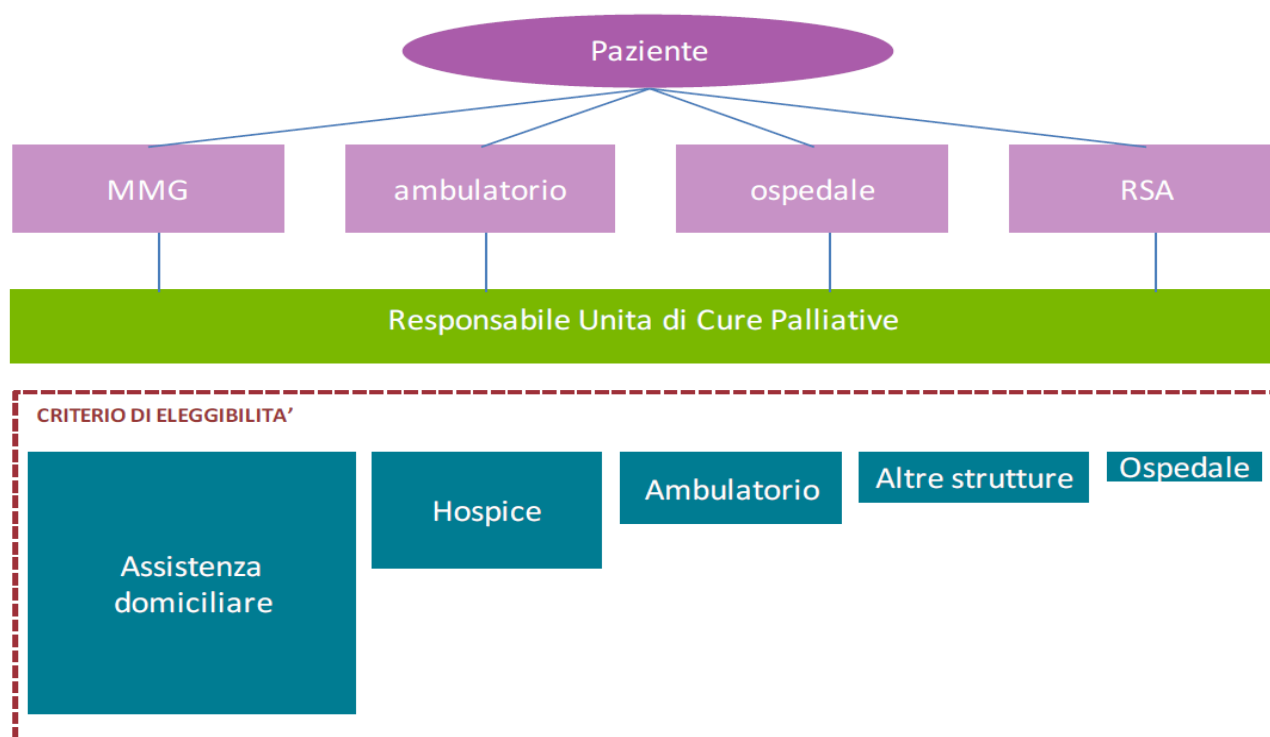 Paziente
MMG
ambulatorio
ospedale
RSA
Responsabile Unita di Cure Palliative
CRITERIO DI ELEGGIBILITA’
Assistenza
domiciliare
Hospice
Ambulatorio
Altre strutture
Ospedale